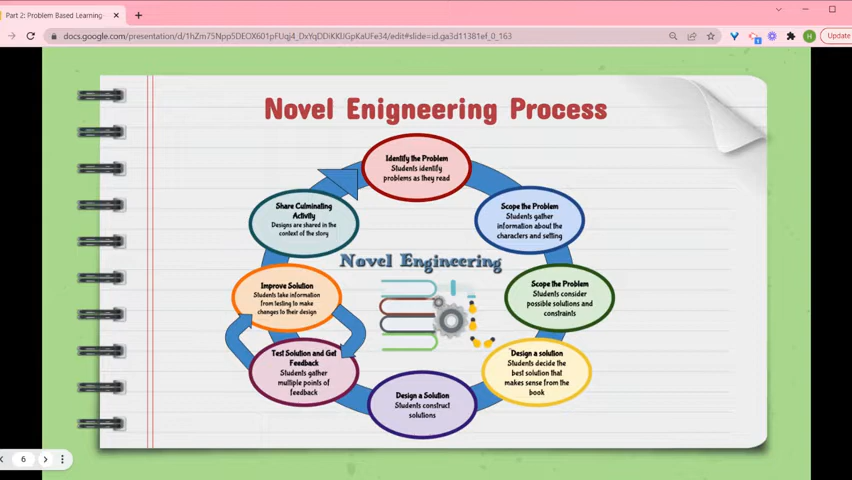 Part 2: Problem Based Learning
docs.google.com/presentation/d/1hZm75Npp5DEOX601pFUqj4_DxYqDDiKKlJGpKaUFe34/edit#slide=id.ga3d11381ef_0_163
H
Update
Novel Enigneering Process
Identify the Problem
Students identify
problems as they read
Scope the Problem
Students gather
information about the
characters and setting
Scope the Problem
Students consider
possible solutions and
constraints
Design a solution
Students decide the
best solution that
makes sense from the
book
Design a Solution
Students construct
solutions
Test Solution and Get
Feedback
Students gather
multiple points of
feedback
Improve Solution
Students take information
from testing to make
changes to their design
Share Culminating
Activity
Designs are shared in the
context of the story
Novel Engineering
6